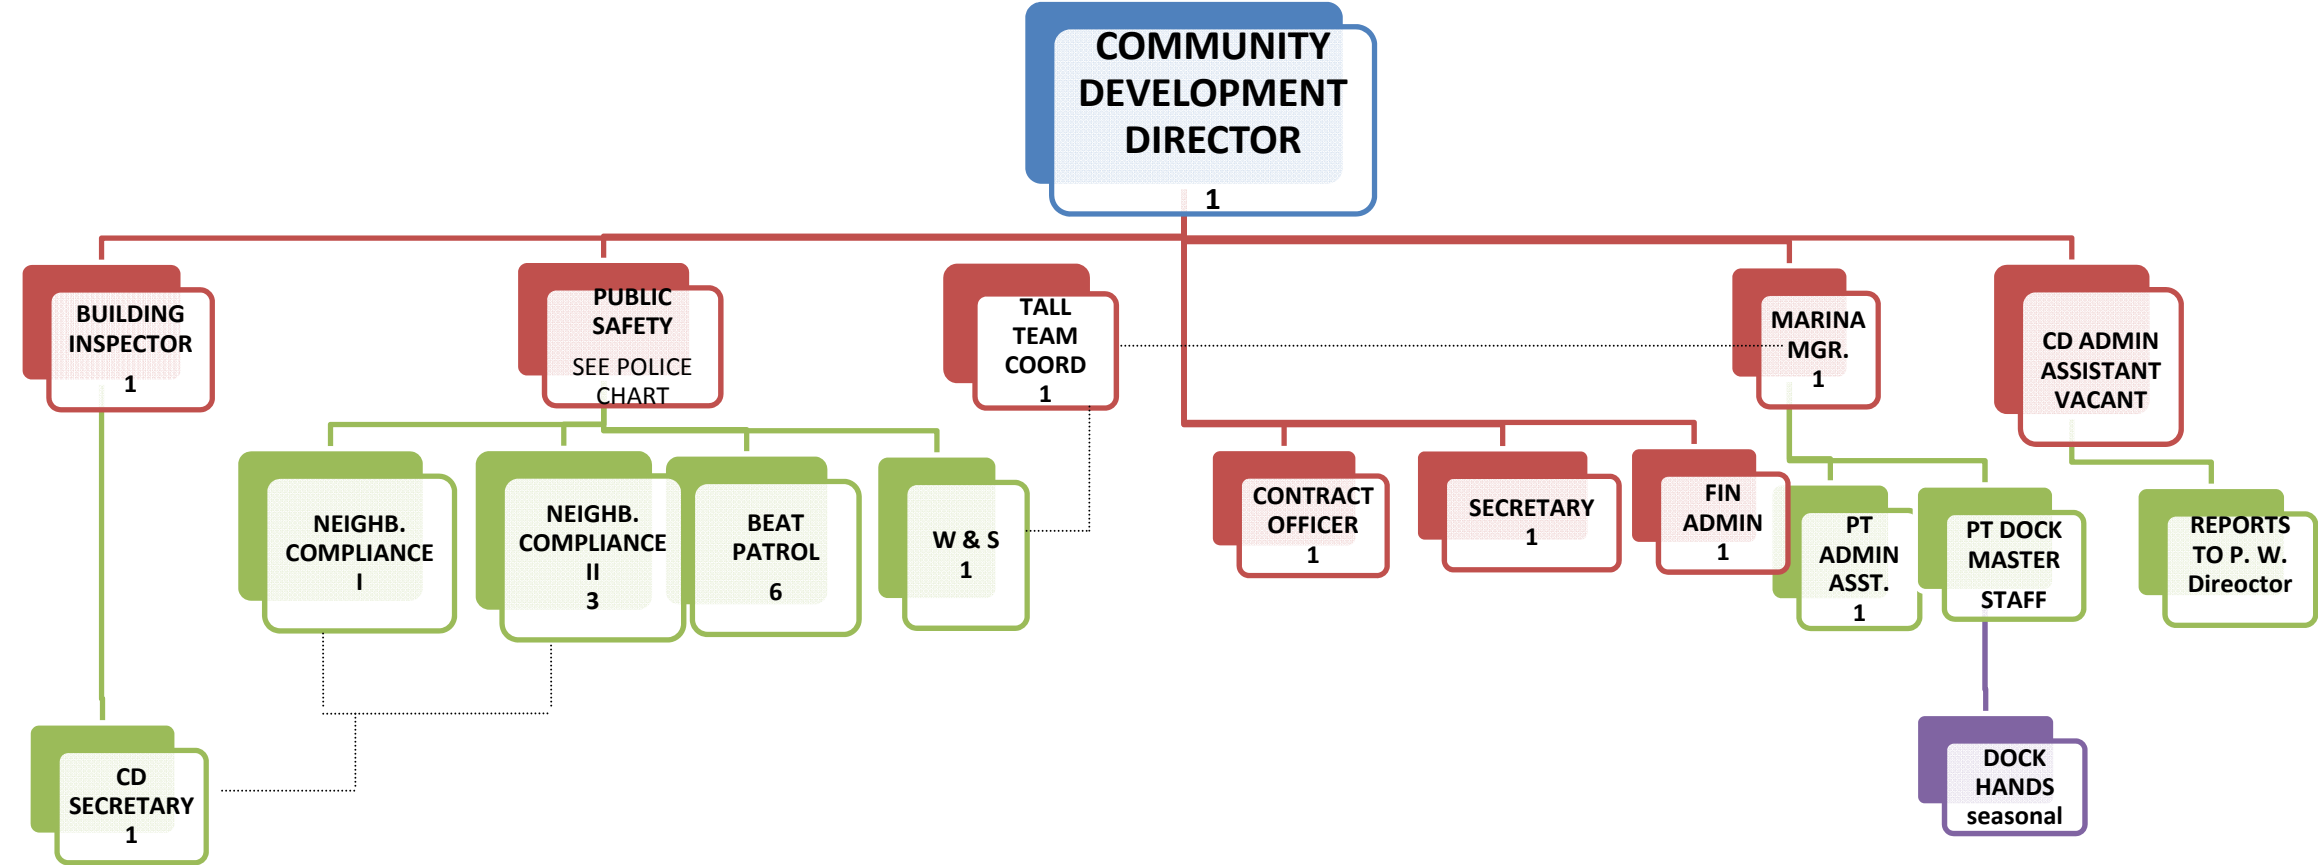 COMMUNITY
DEVELOPMENT
DIRECTOR
1
BUILDING
INSPECTOR
1
PUBLIC
SAFETY
SEE POLICE
CHART
TALL
TEAM
COORD
1
MARINA
MGR.
1
CD ADMIN
ASSISTANT
VACANT
NEIGHB.
COMPLIANCE
I
NEIGHB.
COMPLIANCE
II
3
BEAT
PATROL
6
W & S
1
CONTRACT
OFFICER
1
SECRETARY
1
FIN
ADMIN
1
PT
ADMIN
ASST.
1
PT DOCK
MASTER
STAFF
REPORTS
TO P. W.
Direoctor
CD
SECRETARY
1
DOCK
HANDS
seasonal